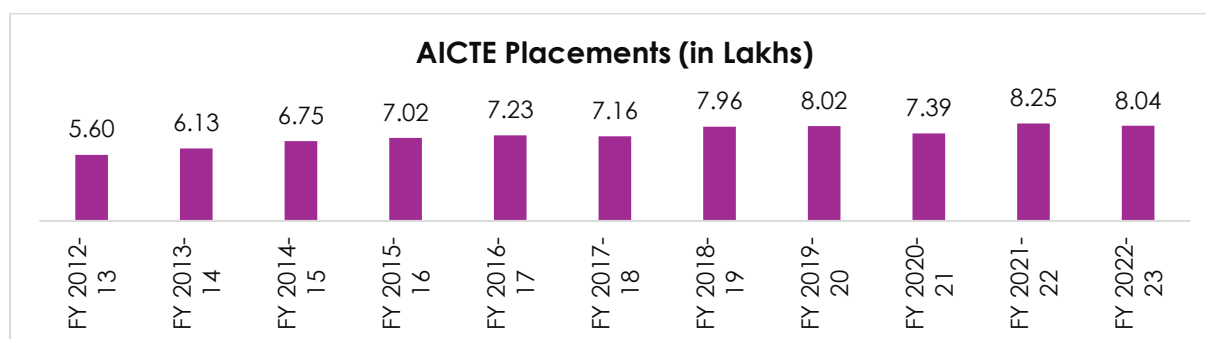 AICTE Placements (in Lakhs)
5.60
6.13
6.75
7.02
7.23
7.16
7.96
8.02
7.39
8.25
8.04
FY 2012-
13
FY 2013-
14
FY 2014-
15
FY 2015-
16
FY 2016-
17
FY 2017-
18
FY 2018-
19
FY 2019-
20
FY 2020-
21
FY 2021-
22
FY 2022-
23